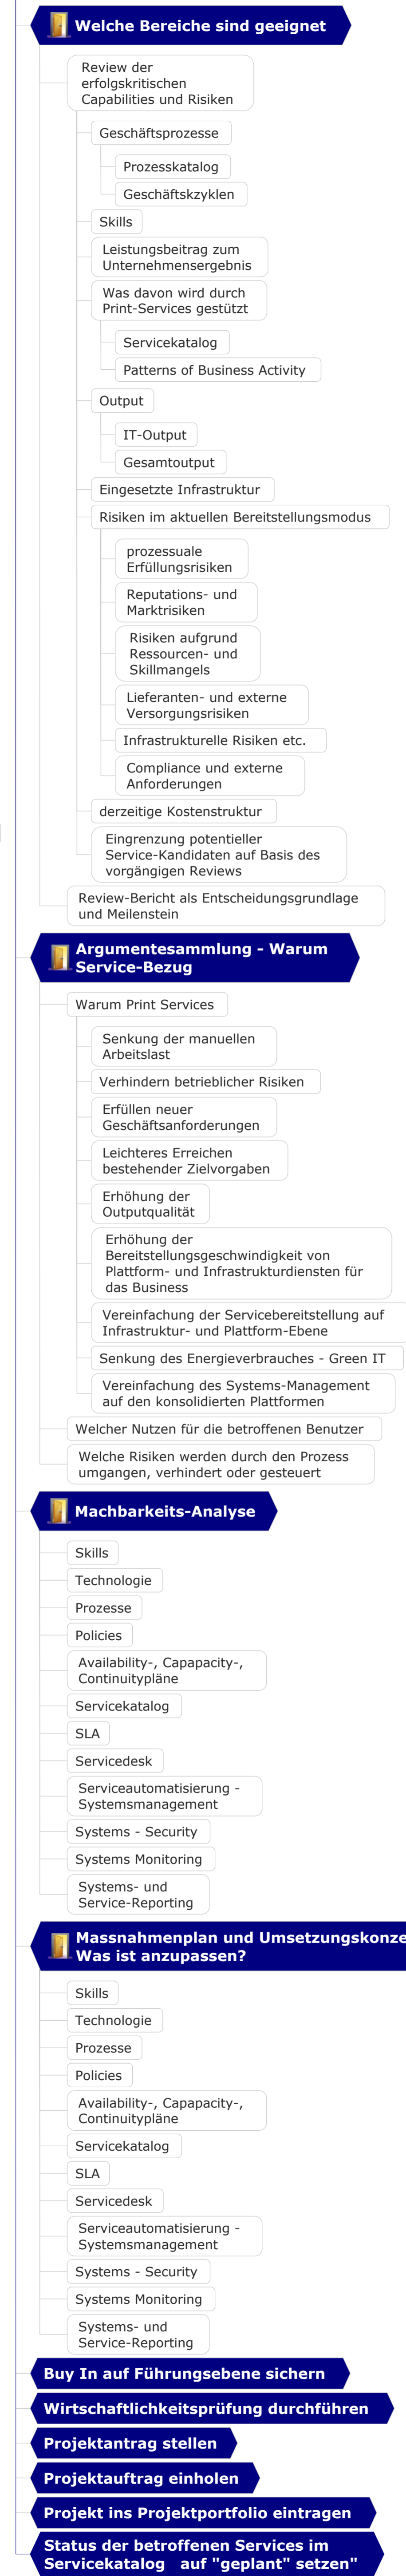 Welche Bereiche sind geeignet
Review der
erfolgskritischen
Capabilities und Risiken
Geschäftsprozesse
Prozesskatalog
Geschäftskzyklen
Skills
Leistungsbeitrag zum
Unternehmensergebnis
Was davon wird durch
Print-Services gestützt
Servicekatalog
Patterns of Business Activity
Output
IT-Output
Gesamtoutput
Eingesetzte Infrastruktur
Risiken im aktuellen Bereitstellungsmodus
prozessuale
Erfüllungsrisiken
Reputations- und
Marktrisiken
Risiken aufgrund
Ressourcen- und
Skillmangels
Lieferanten- und externe
Versorgungsrisiken
Infrastrukturelle Risiken etc.
Compliance und externe
Anforderungen
derzeitige Kostenstruktur
Eingrenzung potentieller
Service-Kandidaten auf Basis des
vorgängigen Reviews
Review-Bericht als Entscheidungsgrundlage
und Meilenstein
Argumentesammlung - Warum
Service-Bezug
Warum Print Services
Senkung der manuellen
Arbeitslast
Verhindern betrieblicher Risiken
Erfüllen neuer
Geschäftsanforderungen
Leichteres Erreichen
bestehender Zielvorgaben
Erhöhung der
Outputqualität
Erhöhung der
Bereitstellungsgeschwindigkeit von
Plattform- und Infrastrukturdiensten für
das Business
Vereinfachung der Servicebereitstellung auf
Infrastruktur- und Plattform-Ebene
Senkung des Energieverbrauches - Green IT
Vereinfachung des Systems-Management
auf den konsolidierten Plattformen
Welcher Nutzen für die betroffenen Benutzer
Welche Risiken werden durch den Prozess
umgangen, verhindert oder gesteuert
Machbarkeits-Analyse
Skills
Technologie
Prozesse
Policies
Availability-, Capapacity-,
Continuitypläne
Servicekatalog
SLA
Servicedesk
Serviceautomatisierung -
Systemsmanagement
Systems - Security
Systems Monitoring
Systems- und
Service-Reporting
Massnahmenplan und Umsetzungskonze
Was ist anzupassen?
Skills
Technologie
Prozesse
Policies
Availability-, Capapacity-,
Continuitypläne
Servicekatalog
SLA
Servicedesk
Serviceautomatisierung -
Systemsmanagement
Systems - Security
Systems Monitoring
Systems- und
Service-Reporting
Buy In auf Führungsebene sichern
Wirtschaftlichkeitsprüfung durchführen
Projektantrag stellen
Projektauftrag einholen
Projekt ins Projektportfolio eintragen
Status der betroffenen Services im
Servicekatalog auf "geplant" setzen"